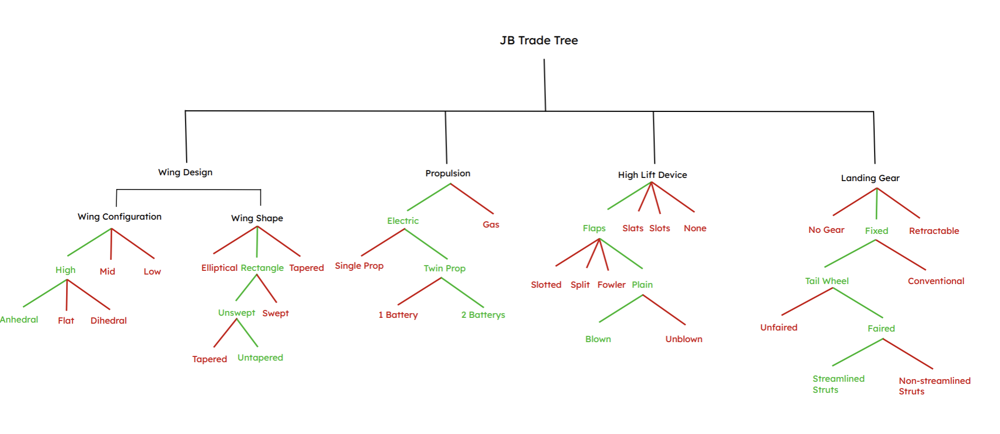 JB Trade Tree
Wing Design
Propulsion
High Lift Device
Landing Gear
Wing Configuration
Wing Shape
Electric
Gas
Flaps
Slats
Slots
None
No Gear
Fixed
Retractable
High
Mid
Low
Elliptical
Rectangle
Tapered
Single Prop
Twin Prop
Slotted
Split
Fowler
Plain
Tail Wheel
Conventional
Anhedral
Flat
Dihedral
Unswept
Swept
1 Battery
2 Batterys
Blown
Unblown
Unfaired
Faired
Tapered
Untapered
Streamlined
Struts
Non-streamlined
Struts